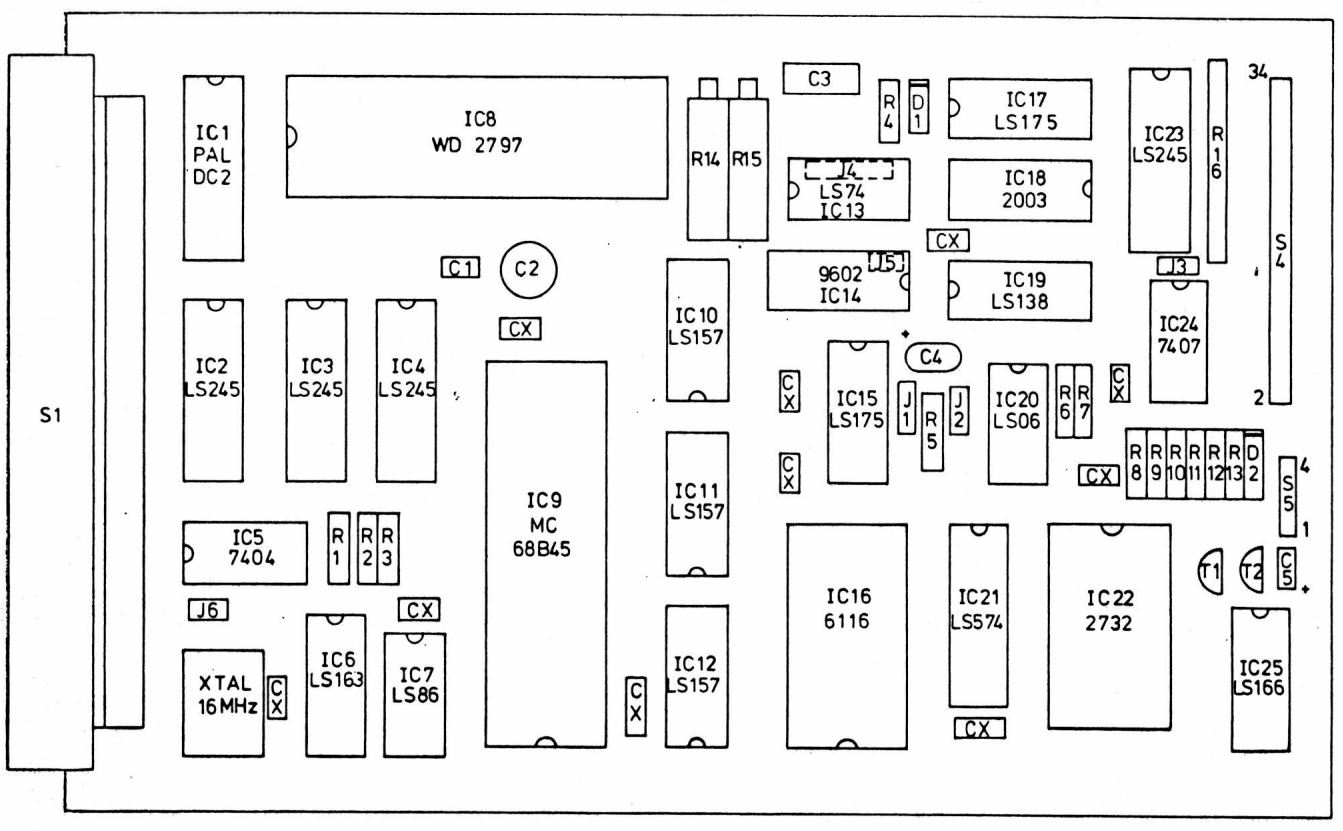 S1
IC1
PAL
DC2
IC8
WD 2797
R14
R15
C3
R4
D1
IC17
LS175
IC23
LS245
R16
34
S4
2
J4
LS74
IC13
IC18
2003
CX
C1
C2
CX
J5
9602
IC14
IC19
LS138
J3
IC24
7407
IC2
LS245
IC3
LS245
IC4
LS245
IC10
LS157
CX
IC15
LS175
+
C4
J1
R5
J2
IC20
LS06
R6
R7
CX
CX
IC11
LS157
CX
R8
R9
R10
R11
R12
R13
D2
4
S5
1
IC5
7404
R1
R2
R3
IC9
MC
68B45
IC16
6116
IC21
LS574
IC22
2732
T1
T2
C5
+
J6
CX
XTAL
16MHz
CX
IC6
LS163
IC7
LS86
CX
IC12
LS157
CX
IC25
LS166